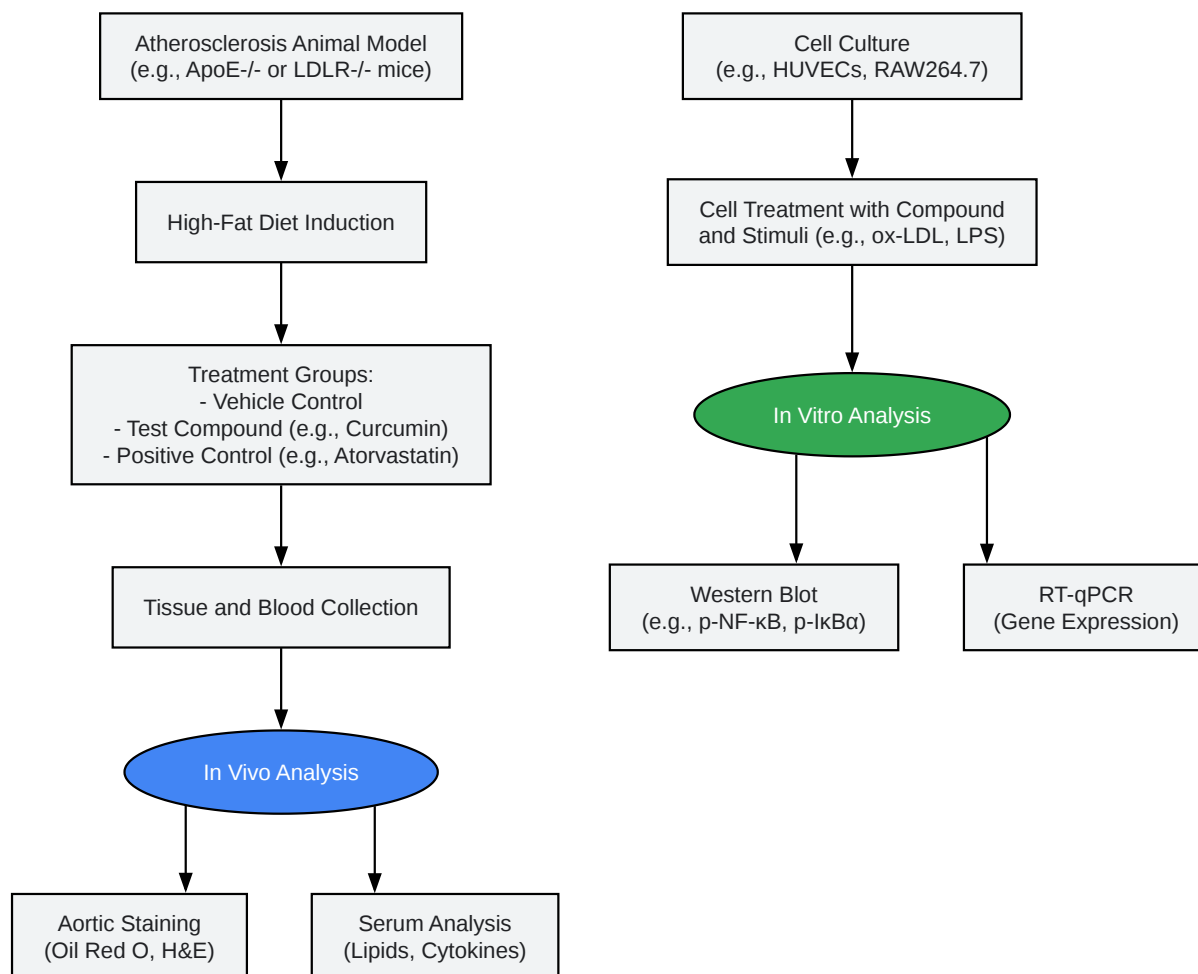 Atherosclerosis Animal Model
(e.g., ApoE-/- or LDLR-/- mice)
High-Fat Diet Induction
Treatment Groups:
- Vehicle Control
- Test Compound (e.g., Curcumin)
- Positive Control (e.g., Atorvastatin)
Tissue and Blood Collection
In Vivo Analysis
Aortic Staining
(Oil Red O, H&E)
Serum Analysis
(Lipids, Cytokines)
Cell Culture
(e.g., HUVECs, RAW264.7)
Cell Treatment with Compound
and Stimuli (e.g., ox-LDL, LPS)
In Vitro Analysis
Western Blot
(e.g., p-NF-κB, p-IκBα)
RT-qPCR
(Gene Expression)